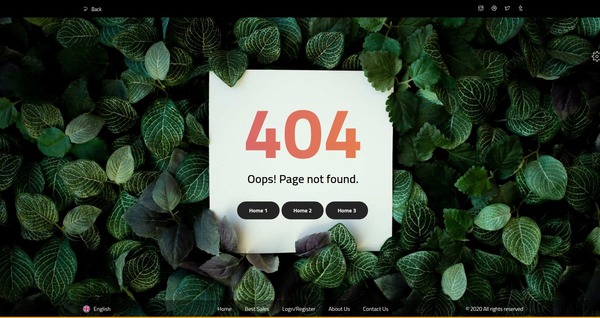 Back
404
Oops! Page not found.
Home 1 Home 2 Home 3
English Home Best Sales Login/Register About Us Contact Us © 2020 All rights reserved